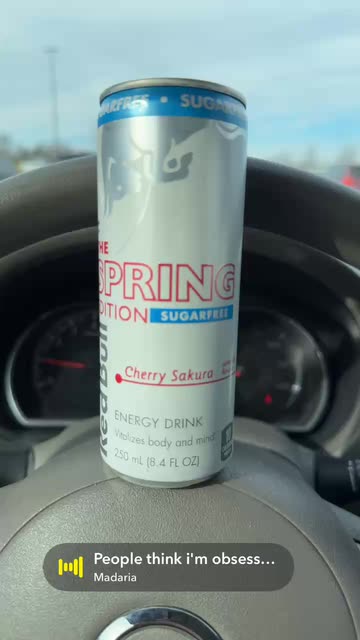 SUGARFREE • SUGAR
THE
SPRING
EDITION SUGARFREE
Cherry Sakura
Red Bull
ENERGY DRINK
Vitalizes body and mind.
250 mL (8.4 FL OZ)
People think i'm obsess...
Madaria